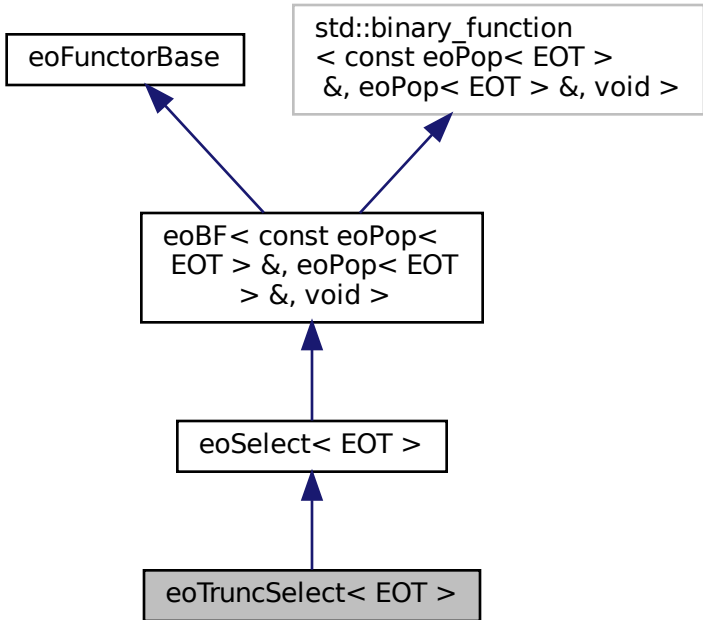 eoFunctorBase
std::binary_function
< const eoPop< EOT >
&, eoPop< EOT > &, void >
eoBF< const eoPop<
EOT > &, eoPop< EOT
> &, void >
eoSelect< EOT >
eoTruncSelect< EOT >